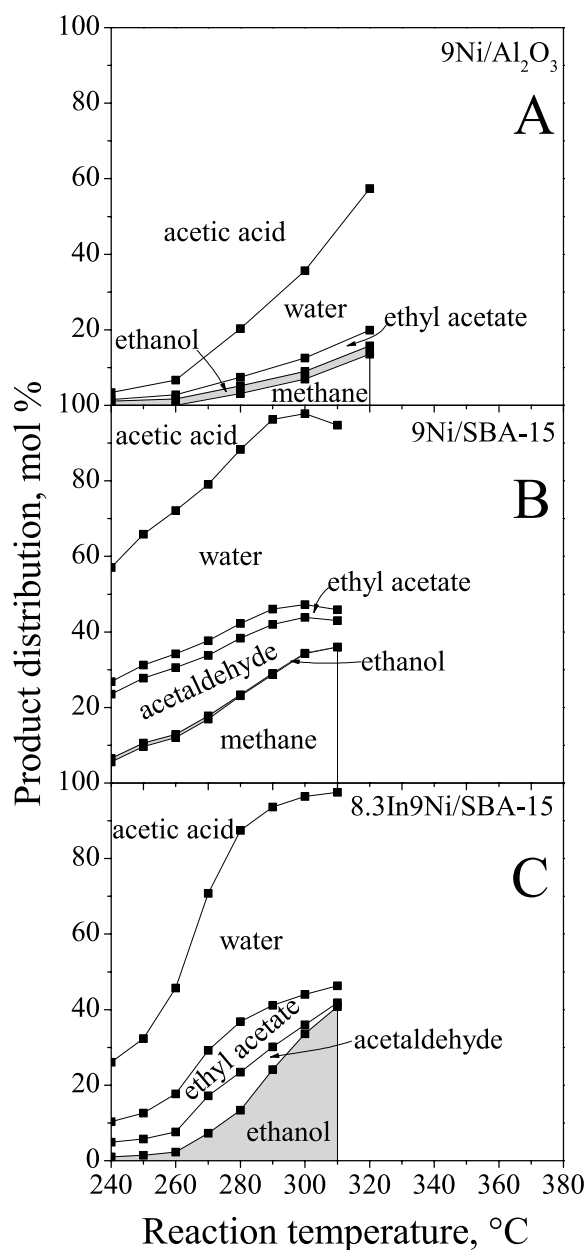 100
9Ni/Al₂O₃
A
80
60
acetic acid
40
water
ethyl acetate
20
ethanol
methane
100
acetic acid
9Ni/SBA-15
B
80
water
60
ethyl acetate
40
acetaldehyde
ethanol
20
methane
100
acetic acid
8.3In9Ni/SBA-15
C
80
water
60
40
ethyl acetate
acetaldehyde
20
ethanol
0
240 260 280 300 320 340 360 380
Product distribution, mol %
Reaction temperature, °C